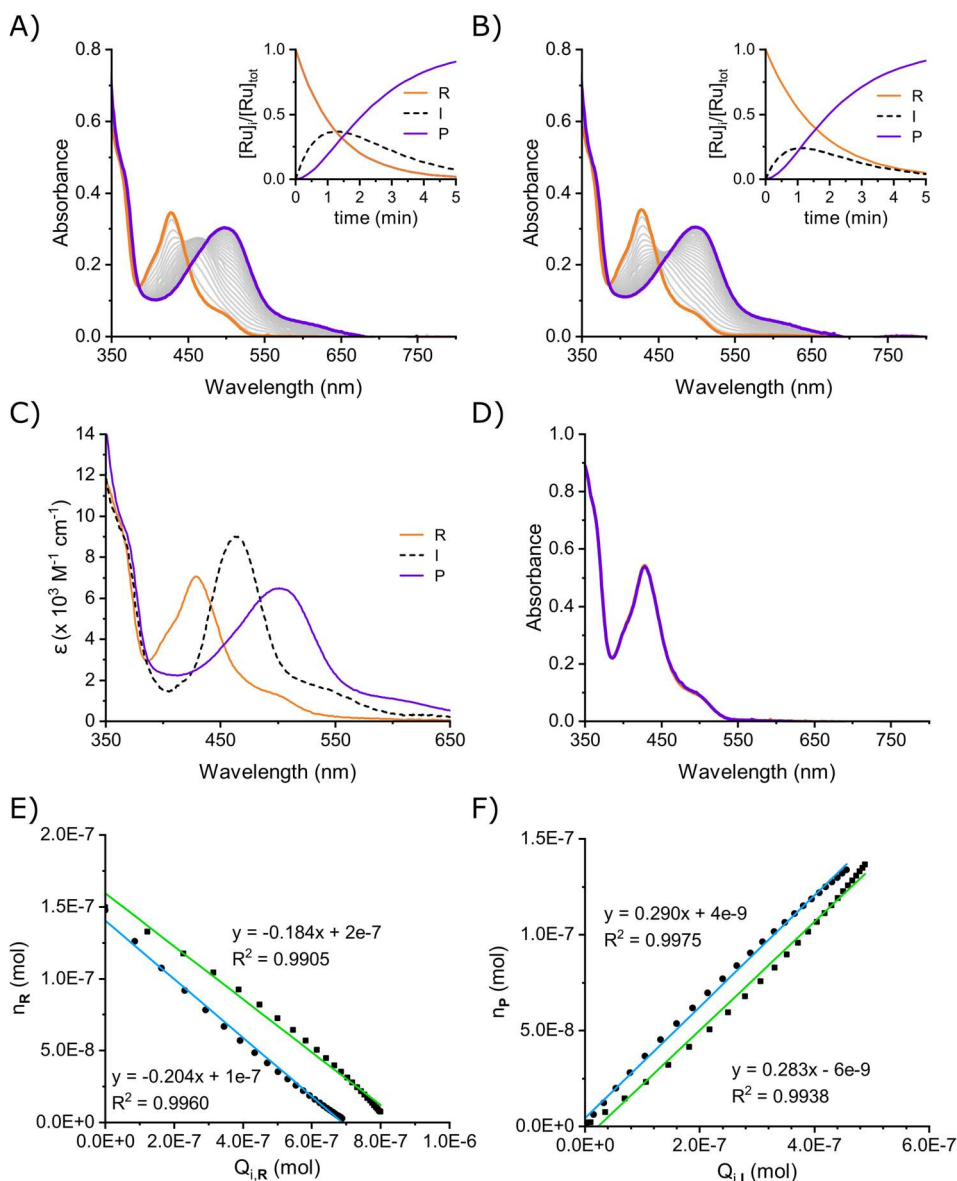 A)
0.8
0.6
0.4
0.2
0.0
Absorbance
350 450 550 650 750
Wavelength (nm)
1.0
0.5
0.0
[Ru]i/[Ru]tot
R
I
P
0 1 2 3 4 5
time (min)
B)
0.8
0.6
0.4
0.2
0.0
Absorbance
350 450 550 650 750
Wavelength (nm)
1.0
0.5
0.0
[Ru]i/[Ru]tot
R
I
P
0 1 2 3 4 5
time (min)
C)
14
12
10
8
6
4
2
0
ε (x 10³ M⁻¹ cm⁻¹)
R
I
P
350 450 550 650
Wavelength (nm)
D)
1.0
0.8
0.6
0.4
0.2
0.0
Absorbance
350 450 550 650 750
Wavelength (nm)
E)
2.0E-7
1.5E-7
1.0E-7
5.0E-8
0.0E+0
nR (mol)
y = -0.184x + 2e-7
R² = 0.9905
y = -0.204x + 1e-7
R² = 0.9960
0.0E+0 2.0E-7 4.0E-7 6.0E-7 8.0E-7 1.0E-6
Qi,R (mol)
F)
1.5E-7
1.0E-7
5.0E-8
0.0E+0
nP (mol)
y = 0.290x + 4e-9
R² = 0.9975
y = 0.283x - 6e-9
R² = 0.9938
0.0E+0 2.0E-7 4.0E-7 6.0E-7
Qi,I (mol)